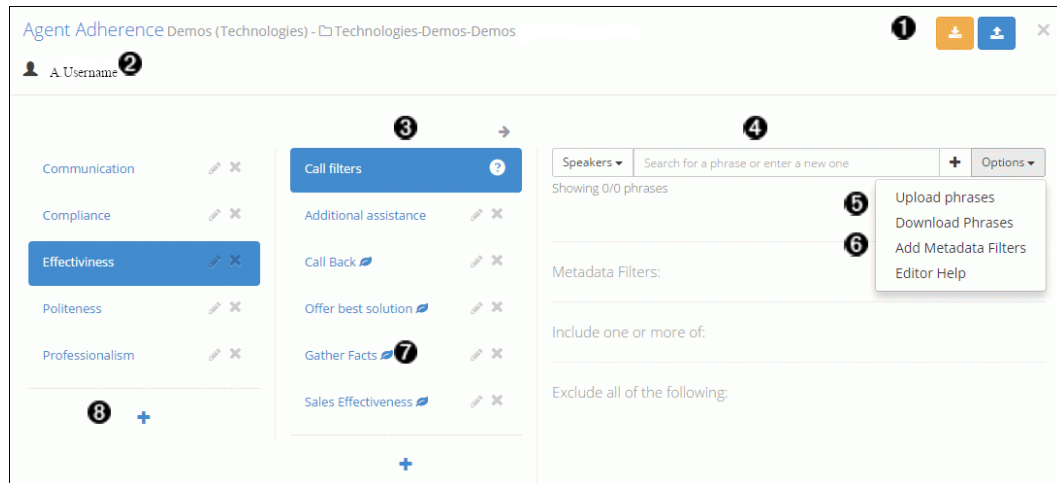 Agent Adherence Demos (Technologies) - Technologies-Demos-Demos
1
×
A.Username 2
3
4
Communication
Compliance
Effectiviness
Politeness
Professionalism
8
+
Call filters ?
Additional assistance
Call Back
Offer best solution
Gather Facts 7
Sales Effectiveness
+
Speakers Search for a phrase or enter a new one + Options
Showing 0/0 phrases
5
Upload phrases
Download Phrases
6
Add Metadata Filters
Editor Help
Metadata Filters:
Include one or more of:
Exclude all of the following: